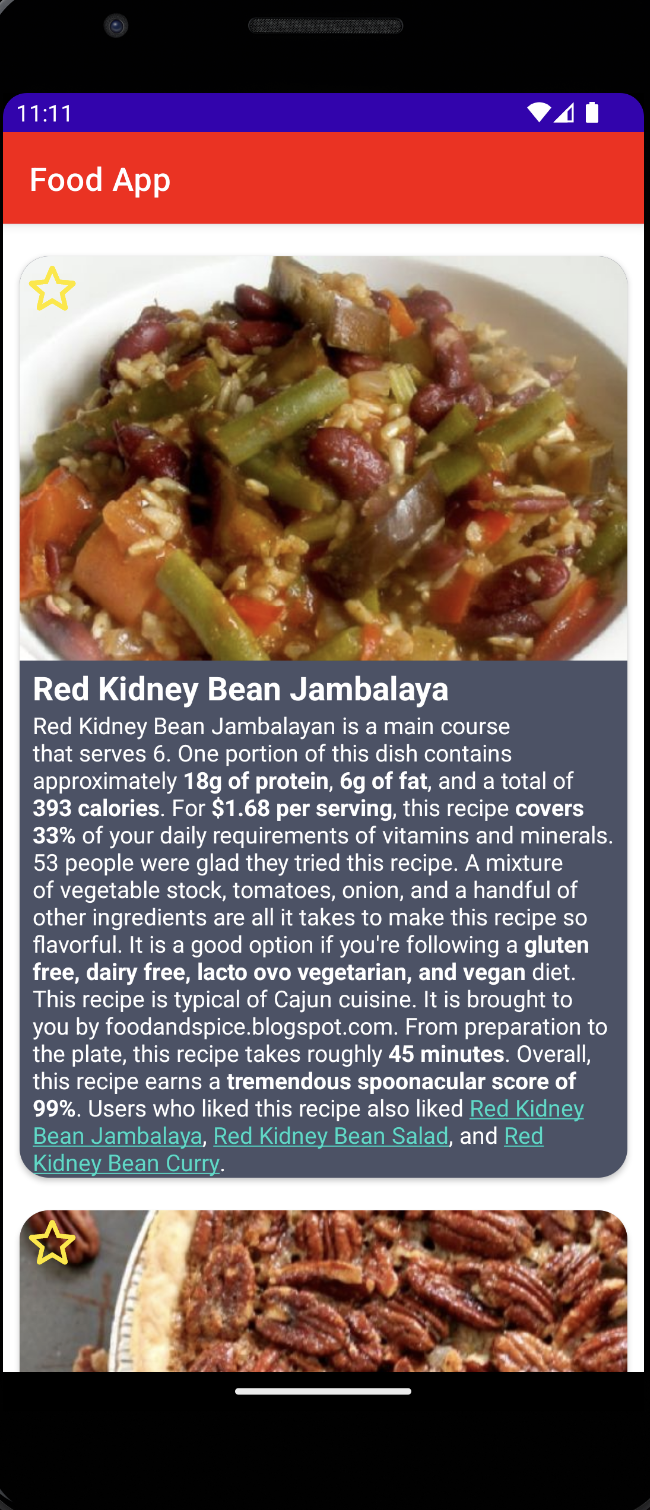 11:11
Food App
Red Kidney Bean Jambalaya
Red Kidney Bean Jambalayan is a main course
that serves 6. One portion of this dish contains
approximately 18g of protein, 6g of fat, and a total of
393 calories. For $1.68 per serving, this recipe covers
33% of your daily requirements of vitamins and minerals.
53 people were glad they tried this recipe. A mixture
of vegetable stock, tomatoes, onion, and a handful of
other ingredients are all it takes to make this recipe so
flavorful. It is a good option if you're following a gluten
free, dairy free, lacto ovo vegetarian, and vegan diet.
This recipe is typical of Cajun cuisine. It is brought to
you by foodandspice.blogspot.com. From preparation to
the plate, this recipe takes roughly 45 minutes. Overall,
this recipe earns a tremendous spoonacular score of
99%. Users who liked this recipe also liked Red Kidney
Bean Jambalaya, Red Kidney Bean Salad, and Red
Kidney Bean Curry.